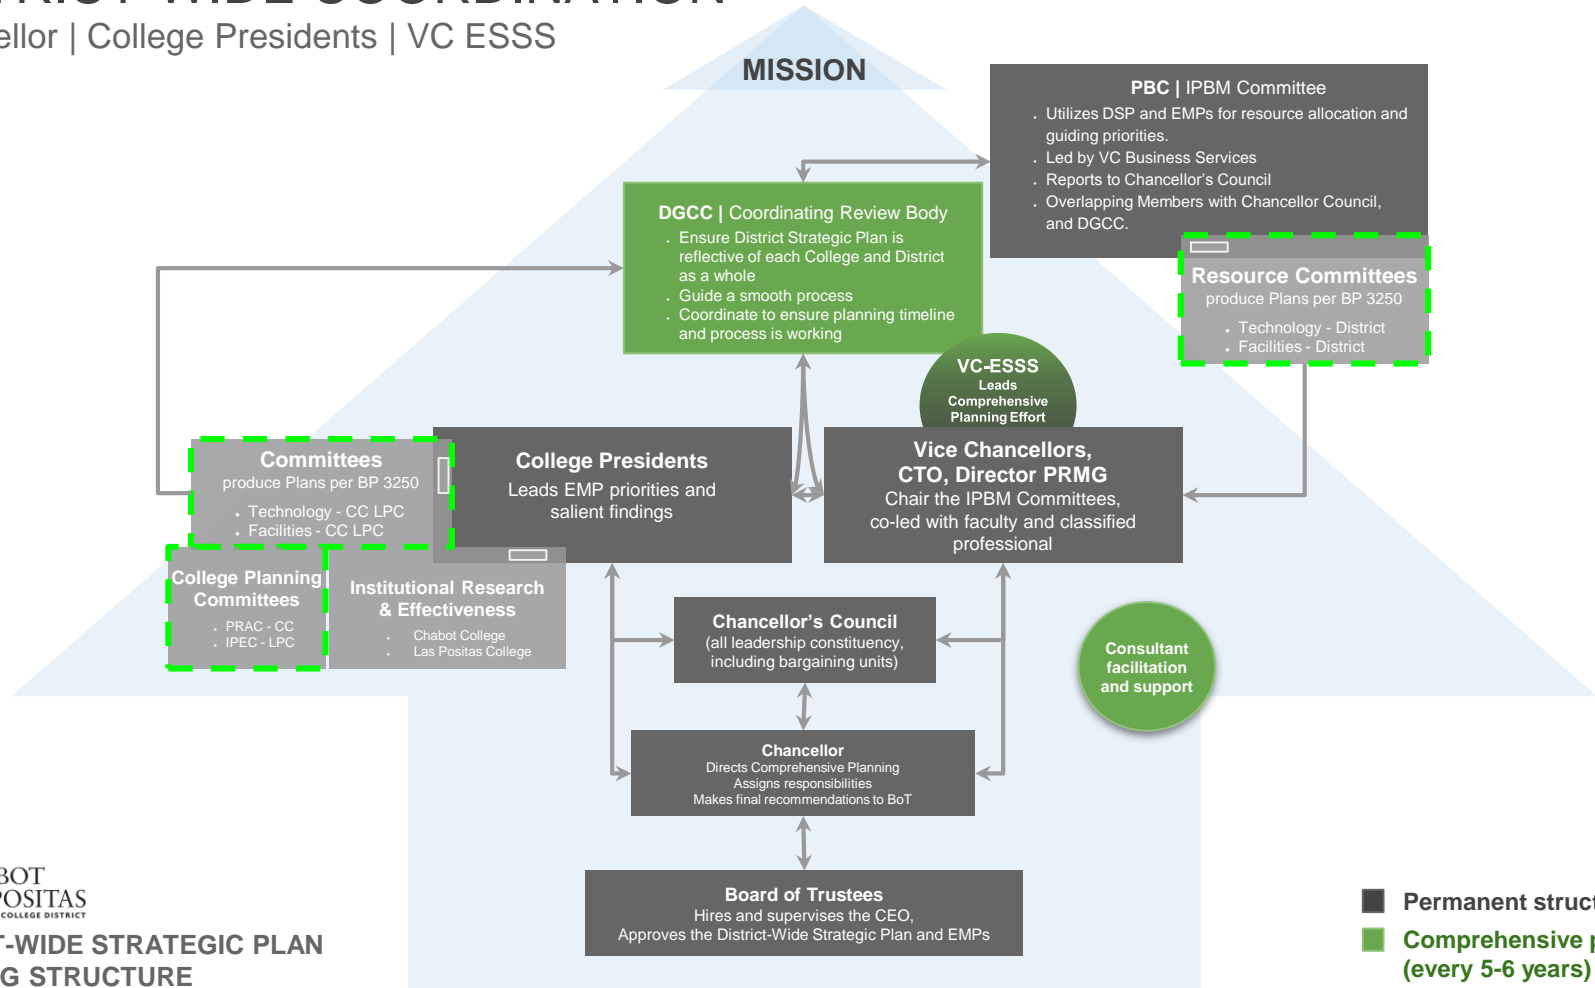 TRICT-WIDE COORDINATION
ellor | College Presidents | VC ESSS
MISSION
PBC | IPBM Committee
. Utilizes DSP and EMPs for resource allocation and
guiding priorities.
. Led by VC Business Services
. Reports to Chancellor's Council
. Overlapping Members with Chancellor Council,
and DGCC.
DGCC | Coordinating Review Body
. Ensure District Strategic Plan is
reflective of each College and District
as a whole
. Guide a smooth process
. Coordinate to ensure planning timeline
and process is working
Resource Committees
produce Plans per BP 3250
. Technology - District
. Facilities - District
VC-ESSS
Leads
Comprehensive
Planning Effort
Committees
produce Plans per BP 3250
. Technology - CC LPC
. Facilities - CC LPC
College Presidents
Leads EMP priorities and
salient findings
Vice Chancellors,
CTO, Director PRMG
Chair the IPBM Committees,
co-led with faculty and classified
professional
College Planning
Committees
. PRAC - CC
. IPEC - LPC
Institutional Research
& Effectiveness
. Chabot College
. Las Positas College
Chancellor's Council
(all leadership constituency,
including bargaining units)
Consultant
facilitation
and support
Chancellor
Directs Comprehensive Planning
Assigns responsibilities
Makes final recommendations to BoT
Board of Trustees
Hires and supervises the CEO,
Approves the District-Wide Strategic Plan and EMPs
BOT
POSITAS
COLLEGE DISTRICT
T-WIDE STRATEGIC PLAN
G STRUCTURE
Permanent struct
Comprehensive p
(every 5-6 years)